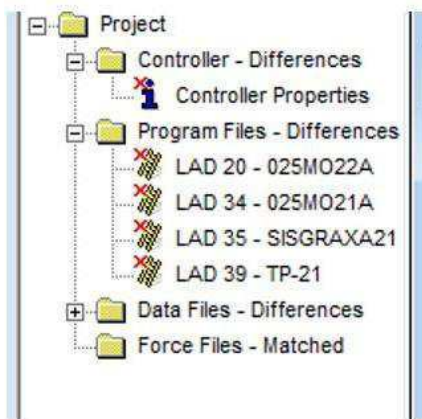 Project
Controller - Differences
Controller Properties
Program Files - Differences
LAD 20 - 025MO22A
LAD 34 - 025MO21A
LAD 35 - SISGRAXA21
LAD 39 - TP-21
Data Files - Differences
Force Files - Matched